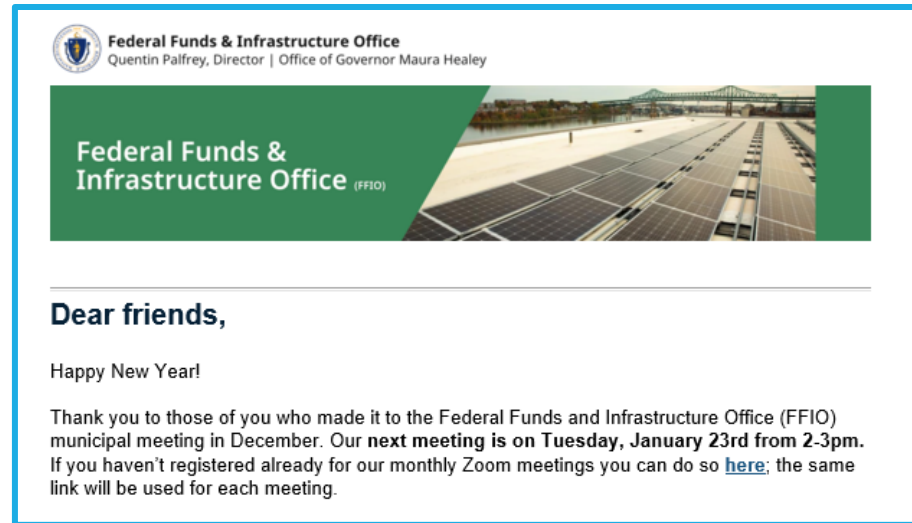 Federal Funds & Infrastructure Office
Quentin Palfrey, Director | Office of Governor Maura Healey
Federal Funds &
Infrastructure Office (FFIO)
Dear friends,
Happy New Year!
Thank you to those of you who made it to the Federal Funds and Infrastructure Office (FFIO)
municipal meeting in December. Our next meeting is on Tuesday, January 23rd from 2-3pm.
If you haven't registered already for our monthly Zoom meetings you can do so here; the same
link will be used for each meeting.